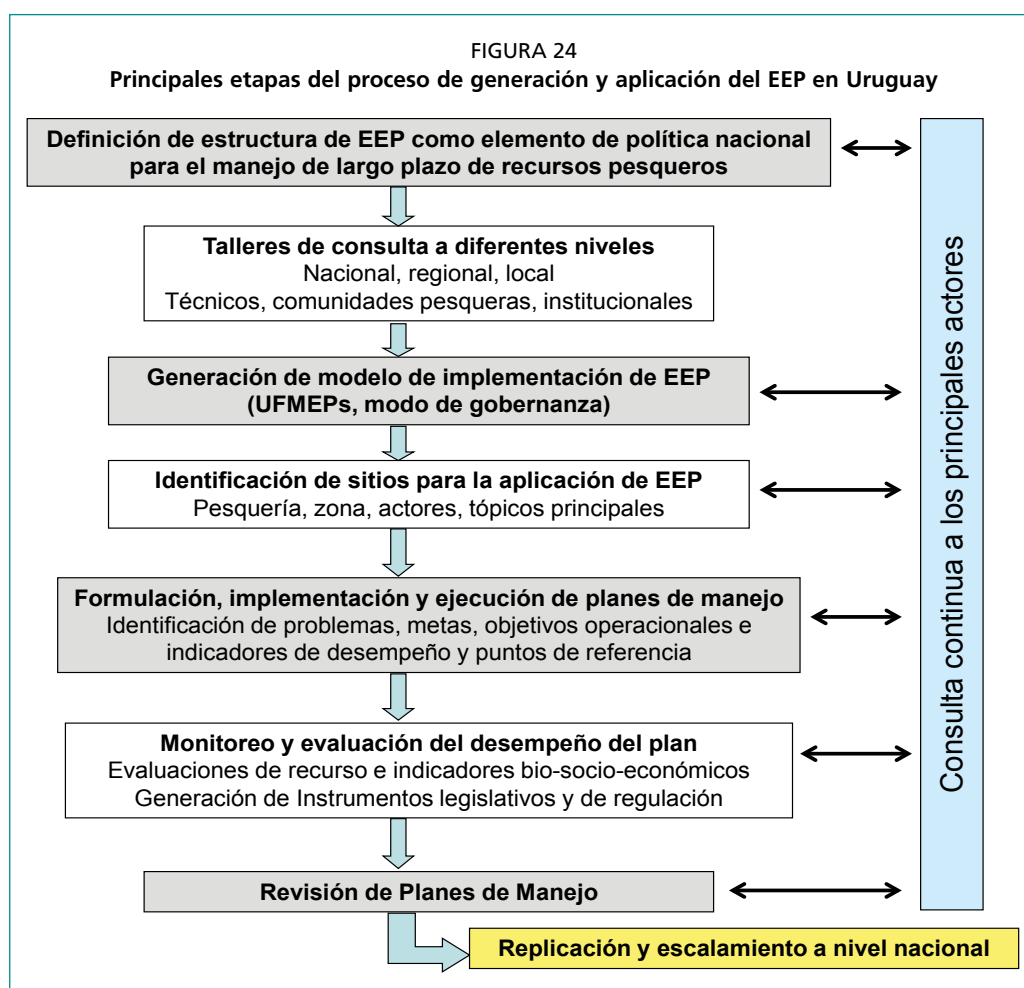 FIGURA 24
Principales etapas del proceso de generación y aplicación del EEP en Uruguay
Definición de estructura de EEP como elemento de política nacional
para el manejo de largo plazo de recursos pesqueros
Talleres de consulta a diferentes niveles
Nacional, regional, local
Técnicos, comunidades pesqueras, institucionales
Generación de modelo de implementación de EEP
(UFMEPs, modo de gobernanza)
Identificación de sitios para la aplicación de EEP
Pesquería, zona, actores, tópicos principales
Formulación, implementación y ejecución de planes de manejo
Identificación de problemas, metas, objetivos operacionales e
indicadores de desempeño y puntos de referencia
Monitoreo y evaluación del desempeño del plan
Evaluaciones de recurso e indicadores bio-socio-económicos
Generación de Instrumentos legislativos y de regulación
Revisión de Planes de Manejo
Replicación y escalamiento a nivel nacional
Consulta continua a los principales actores